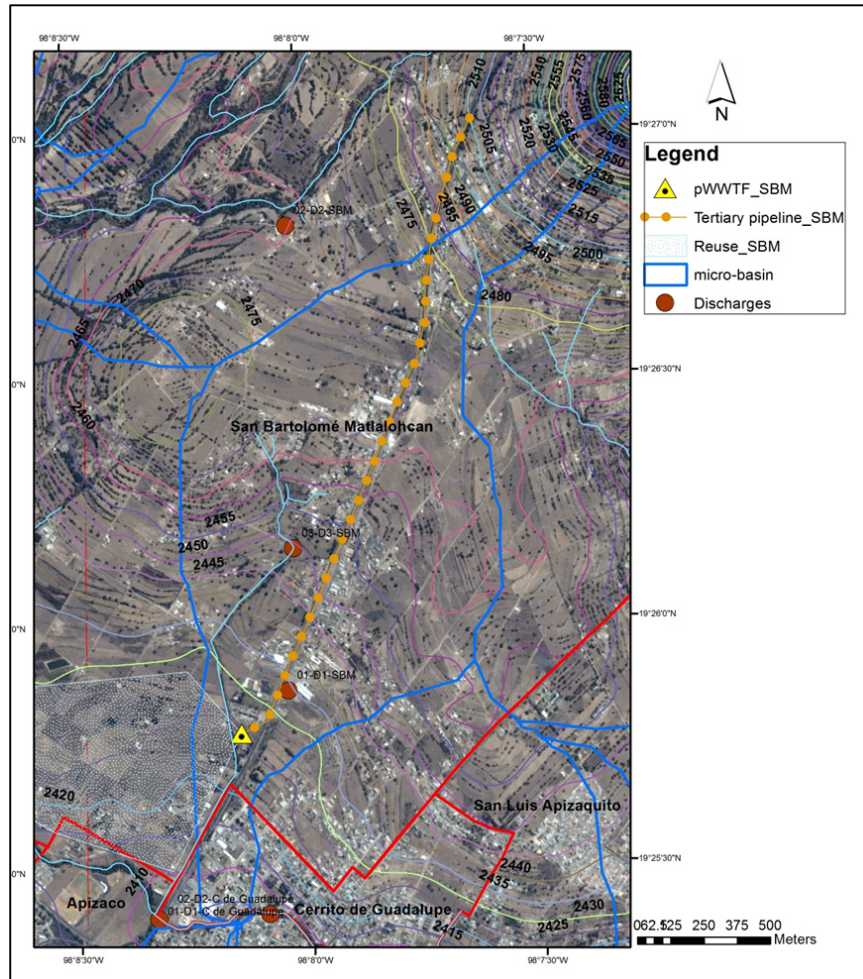 98°8'30"W
98°8'0"W
98°7'30"W
2510
2540
2555
2575
2625
2580
2560
2505
2520
2530
2545
2565
2550
2535
2525
2515
2475
2485
2490
2500
2495
2480
02-D2-SBM
2470
2465
2475
2460
San Bartolomé Matlalohcan
2455
2450
2445
03-D3-SBM
01-D1-SBM
2420
San Luis Apizaquito
2410
2440
2435
2430
2425
2415
02-D2-C de Guadalupe
01-D1-C de Guadalupe
Apizaco
Cerrito de Guadalupe
0"N
0"N
0"N
0"N
19°27'0"N
19°26'30"N
19°26'0"N
19°25'30"N
98°8'30"W
98°8'0"W
98°7'30"W
N
Legend
pWWTF_SBM
Tertiary pipeline_SBM
Reuse_SBM
micro-basin
Discharges
250
375
500
Meters